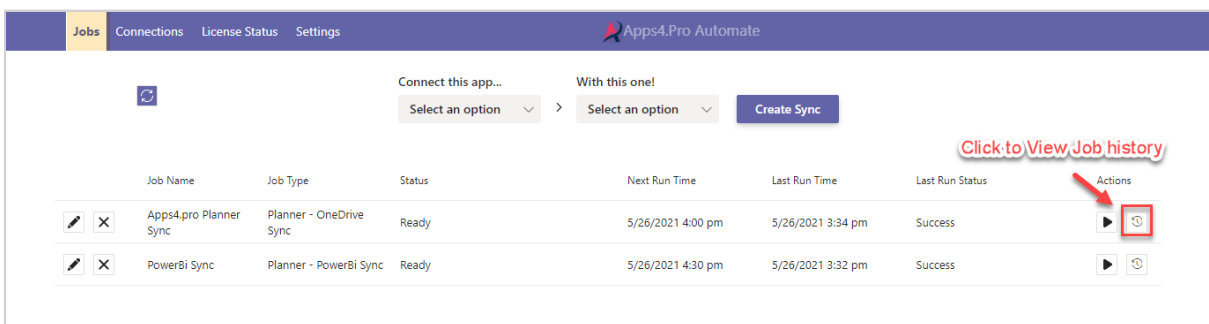 Jobs Connections License Status Settings Apps4.Pro Automate
Connect this app... With this one!
Select an option > Select an option Create Sync
Click to View Job history
Job Name Job Type Status Next Run Time Last Run Time Last Run Status Actions
Apps4.pro Planner Sync Planner - OneDrive Sync Ready 5/26/2021 4:00 pm 5/26/2021 3:34 pm Success
PowerBi Sync Planner - PowerBi Sync Ready 5/26/2021 4:30 pm 5/26/2021 3:32 pm Success